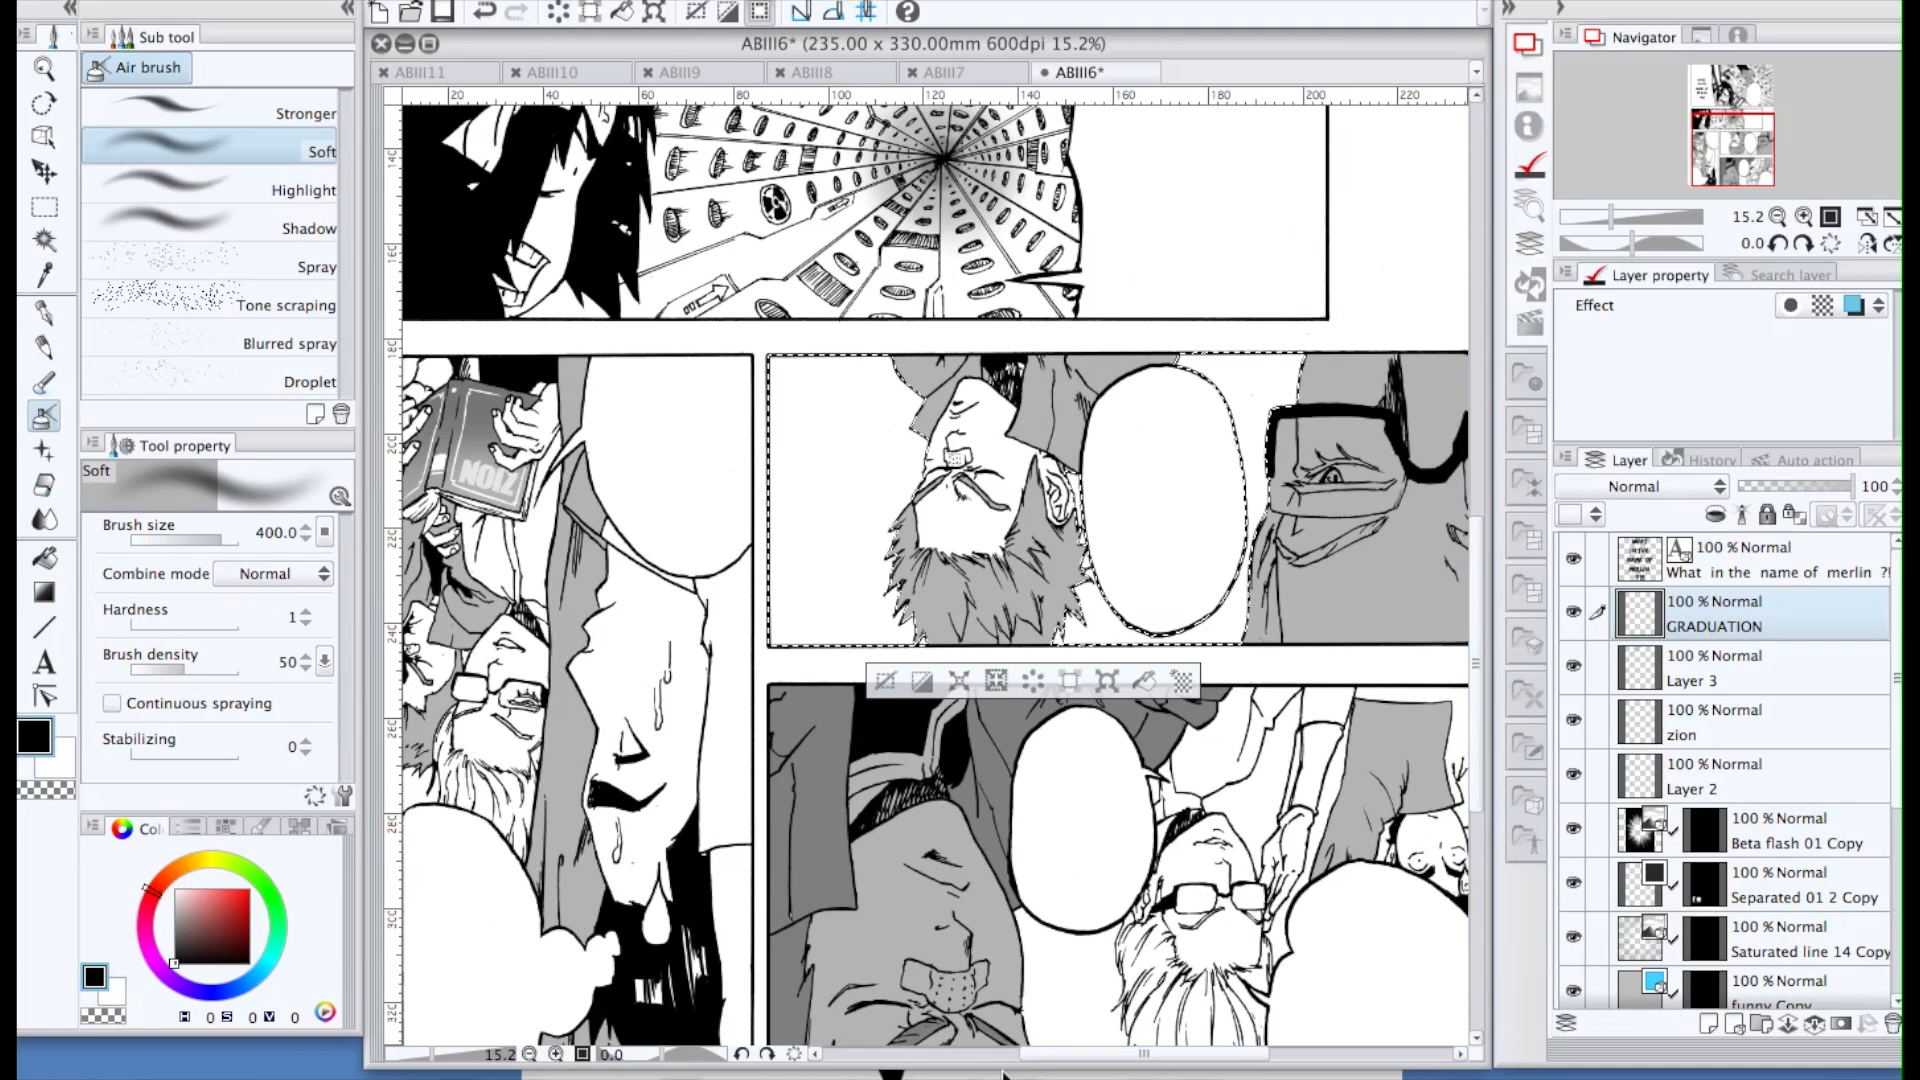 Sub tool
Air brush
Stronger
Soft
Highlight
Shadow
Spray
Tone scraping
Blurred spray
Droplet
Tool property
Soft
Brush size 400.0
Combine mode Normal
Hardness 1
Brush density 50
Continuous spraying
Stabilizing 0
Col
H 0 S 0 V 0
ABIII6* (235.00 x 330.00mm 600dpi 15.2%)
ABIII11 ABIII10 ABIII9 ABIII8 ABIII7 ABIII6*
20 40 60 80 100 120 140 160 180 200 220
NOIZ
15.2 0.0
Navigator
15.2
0.0
Layer property Search layer
Effect
Layer History Auto action
Normal 100
100 % Normal
What in the name of merlin ?!
100 % Normal
GRADUATION
100 % Normal
Layer 3
100 % Normal
zion
100 % Normal
Layer 2
100 % Normal
Beta flash 01 Copy
100 % Normal
Separated 01 2 Copy
100 % Normal
Saturated line 14 Copy
100 % Normal
funny Copy